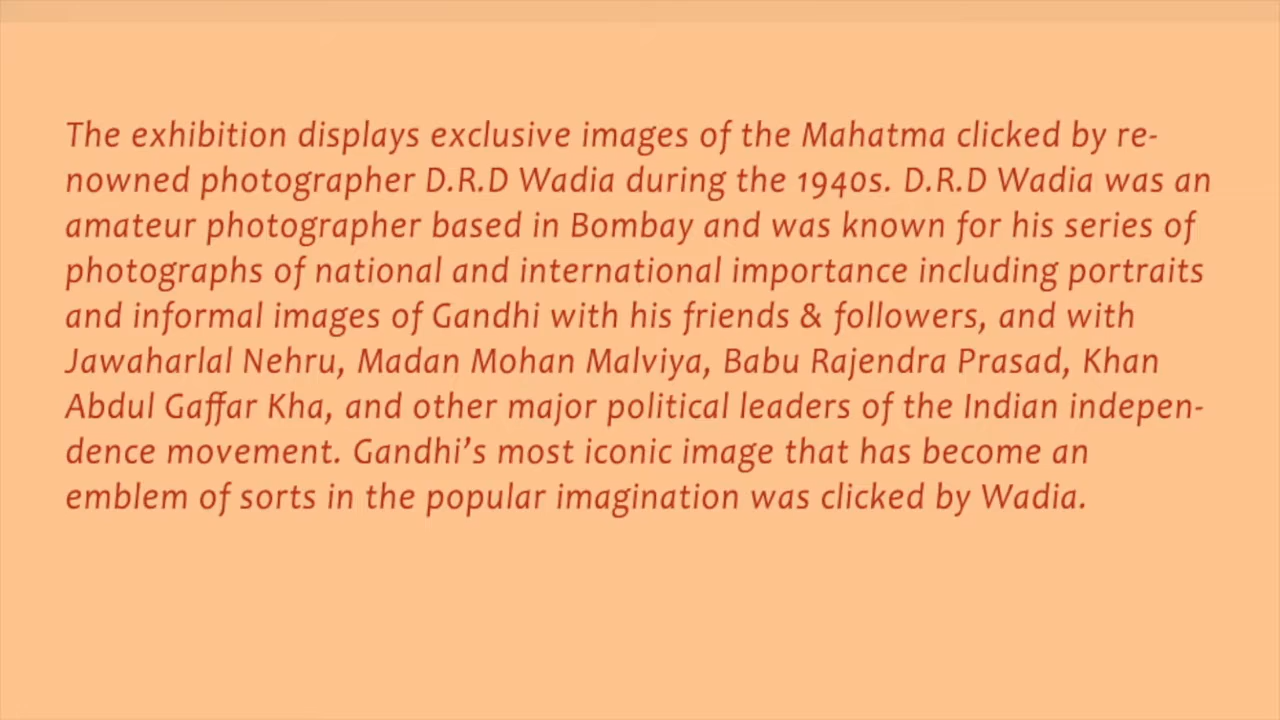 The exhibition displays exclusive images of the Mahatma clicked by re-
nowned photographer D.R.D Wadia during the 1940s. D.R.D Wadia was an
amateur photographer based in Bombay and was known for his series of
photographs of national and international importance including portraits
and informal images of Gandhi with his friends & followers, and with
Jawaharlal Nehru, Madan Mohan Malviya, Babu Rajendra Prasad, Khan
Abdul Gaffar Kha, and other major political leaders of the Indian indepen-
dence movement. Gandhi’s most iconic image that has become an
emblem of sorts in the popular imagination was clicked by Wadia.